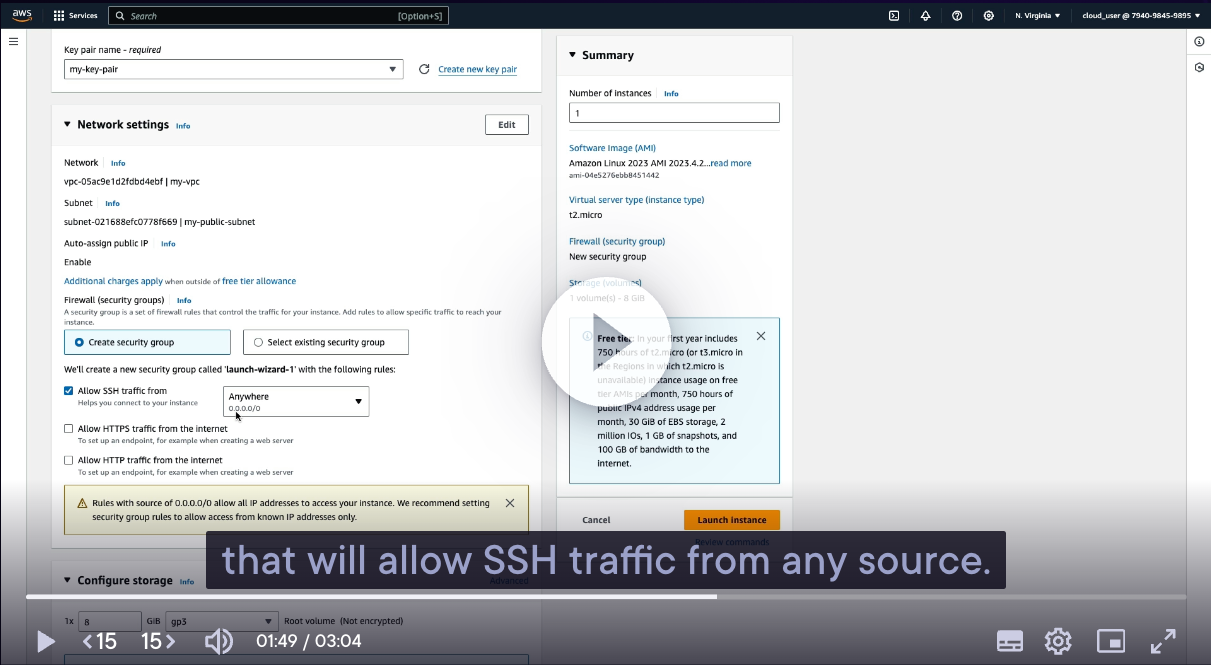 aws
Services
Search
[Option+S]
N. Virginia
cloud_user @ 7940-9845-9895
Key pair name - required
my-key-pair
Create new key pair
Network settings Info
Edit
Network Info
vpc-05ac9e1d2fdbd4ebf | my-vpc
Subnet Info
subnet-021688efc0778f669 | my-public-subnet
Auto-assign public IP Info
Enable
Additional charges apply when outside of free tier allowance
Firewall (security groups) Info
A security group is a set of firewall rules that control the traffic for your instance. Add rules to allow specific traffic to reach your
instance.
Create security group
Select existing security group
We'll create a new security group called 'launch-wizard-1' with the following rules:
Allow SSH traffic from
Helps you connect to your instance
Anywhere
0.0.0.0/0
Allow HTTPS traffic from the internet
To set up an endpoint, for example when creating a web server
Allow HTTP traffic from the internet
To set up an endpoint, for example when creating a web server
Rules with source of 0.0.0.0/0 allow all IP addresses to access your instance. We recommend setting
security group rules to allow access from known IP addresses only.
Configure storage Info
Advanced
1x 8 GiB gp3 Root volume (Not encrypted)
Summary
Number of instances Info
1
Software Image (AMI)
Amazon Linux 2023 AMI 2023.4.2...read more
ami-04e5276ebb8451442
Virtual server type (instance type)
t2.micro
Firewall (security group)
New security group
Storage (volumes)
1 volume(s) - 8 GiB
Free tier: In your first year includes
750 hours of t2.micro (or t3.micro in
the Regions in which t2.micro is
unavailable) instance usage on free
tier AMIs per month, 750 hours of
public IPv4 address usage per
month, 30 GiB of EBS storage, 2
million IOs, 1 GB of snapshots, and
100 GB of bandwidth to the
internet.
Cancel
Launch instance
Review commands
that will allow SSH traffic from any source.
15
15
01:49 / 03:04